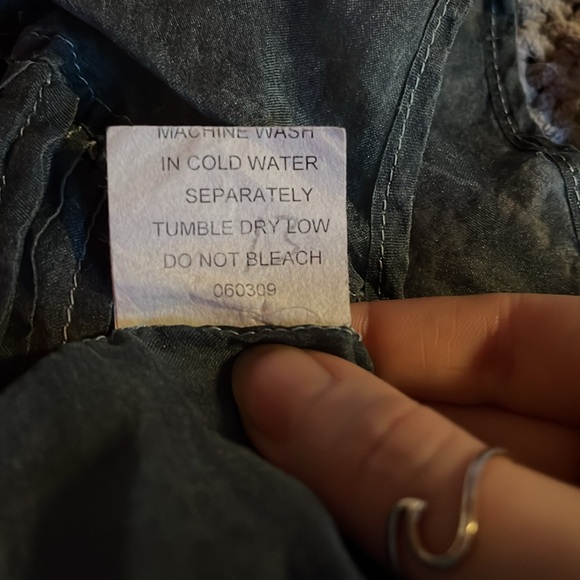 MACHINE WASH
IN COLD WATER
SEPARATELY
TUMBLE DRY LOW
DO NOT BLEACH
060309